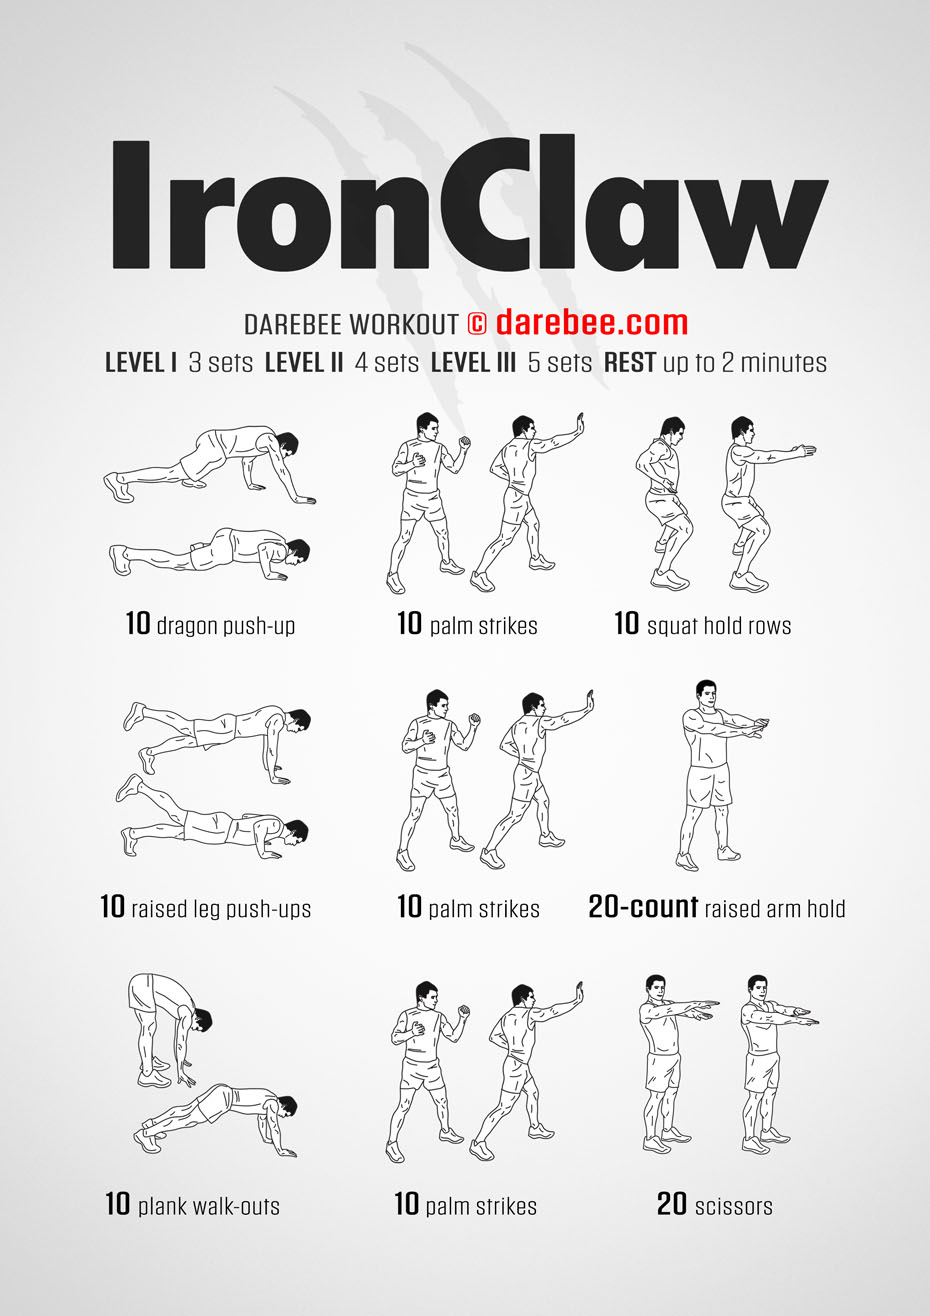 IronClaw
DAREBEE WORKOUT © darebee.com
LEVEL I 3 sets LEVEL II 4 sets LEVEL III 5 sets REST up to 2 minutes
10 dragon push-up
10 palm strikes
10 squat hold rows
10 raised leg push-ups
10 palm strikes
20-count raised arm hold
10 plank walk-outs
10 palm strikes
20 scissors